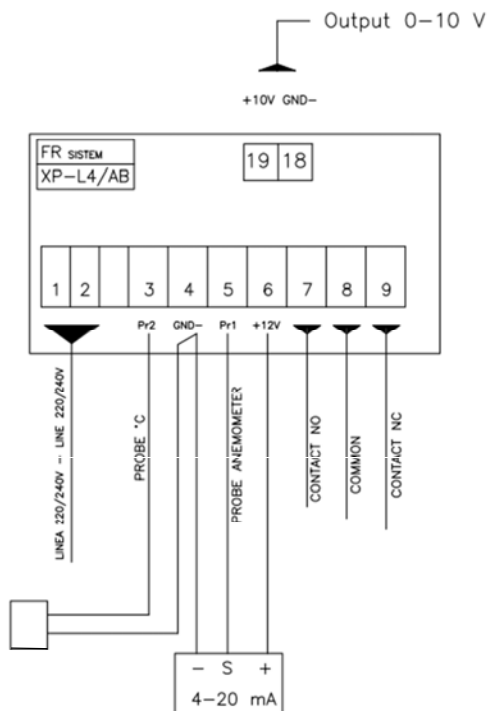 Output 0-10 V
+10V GND-
FR SISTEM
XP-L4/AB
19 18
1 2 3 4 5 6 7 8 9
Pr2 GND- Pr1 +12V
LINEA 220/240V - LINE 220/240V
PROBE °C
PROBE ANEMOMETER
CONTACT NO
COMMON
CONTACT NC
- S +
4-20 mA